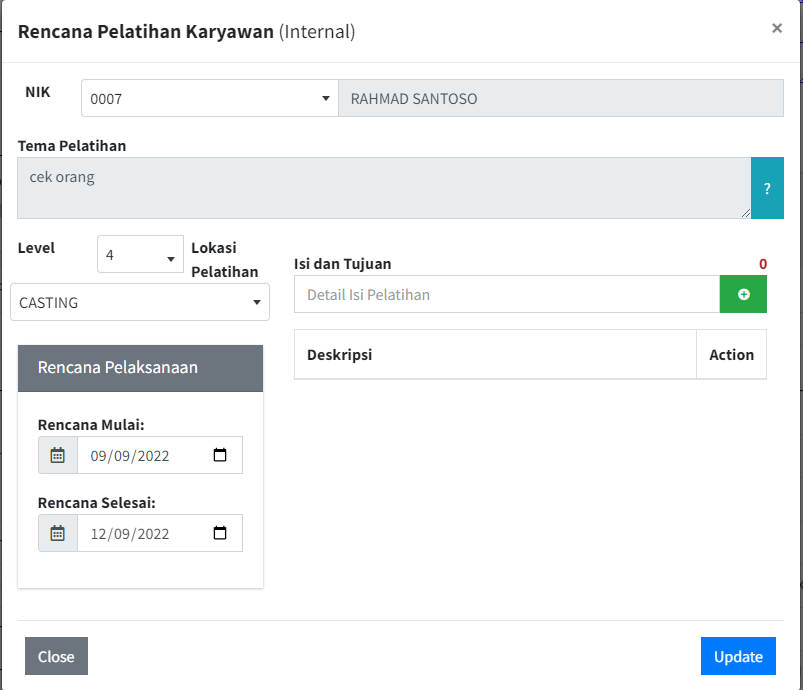 Rencana Pelatihan Karyawan (Internal)
×
NIK
0007
RAHMAD SANTOSO
Tema Pelatihan
cek orang
?
Level
4
Lokasi
Pelatihan
CASTING
Isi dan Tujuan
0
Detail Isi Pelatihan
Deskripsi
Action
Rencana Pelaksanaan
Rencana Mulai:
09/09/2022
Rencana Selesai:
12/09/2022
Close
Update